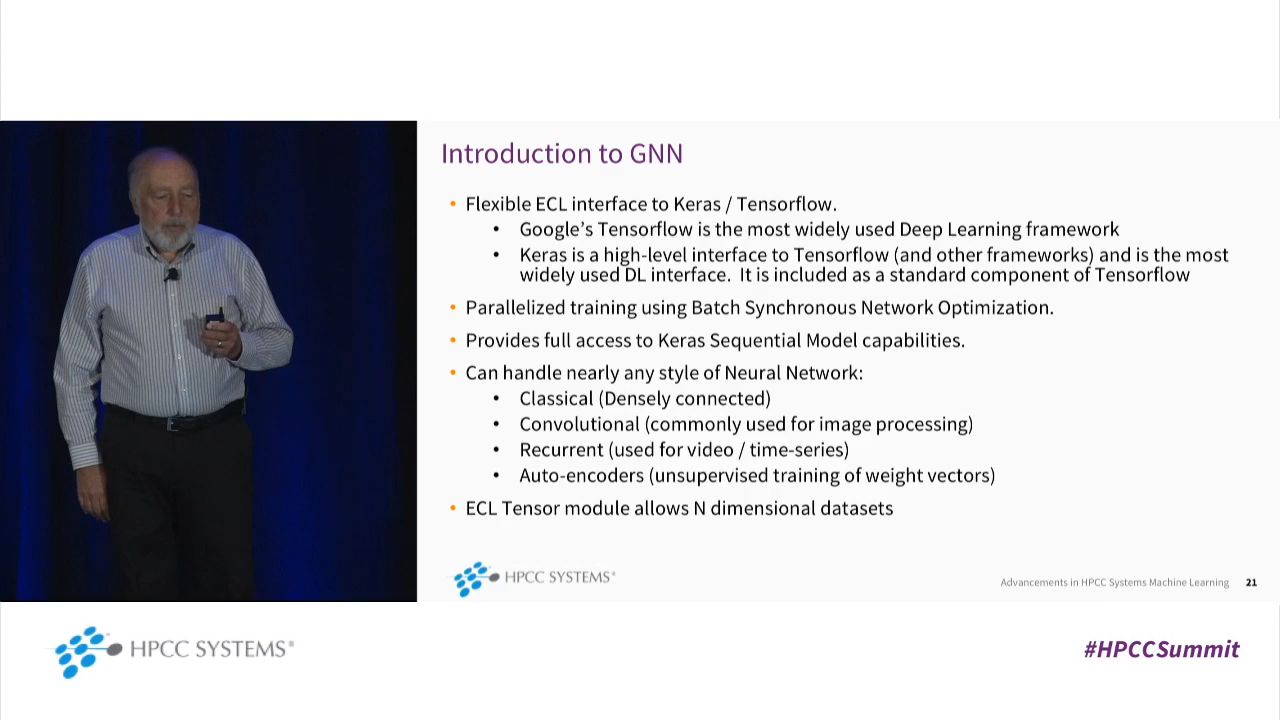 Introduction to GNN
• Flexible ECL interface to Keras / Tensorflow.
• Google's Tensorflow is the most widely used Deep Learning framework
• Keras is a high-level interface to Tensorflow (and other frameworks) and is the most
widely used DL interface. It is included as a standard component of Tensorflow
• Parallelized training using Batch Synchronous Network Optimization.
• Provides full access to Keras Sequential Model capabilities.
• Can handle nearly any style of Neural Network:
• Classical (Densely connected)
• Convolutional (commonly used for image processing)
• Recurrent (used for video / time-series)
• Auto-encoders (unsupervised training of weight vectors)
• ECL Tensor module allows N dimensional datasets
HPCC SYSTEMS®
Advancements in HPCC Systems Machine Learning 21
HPCC SYSTEMS®
#HPCCSummit